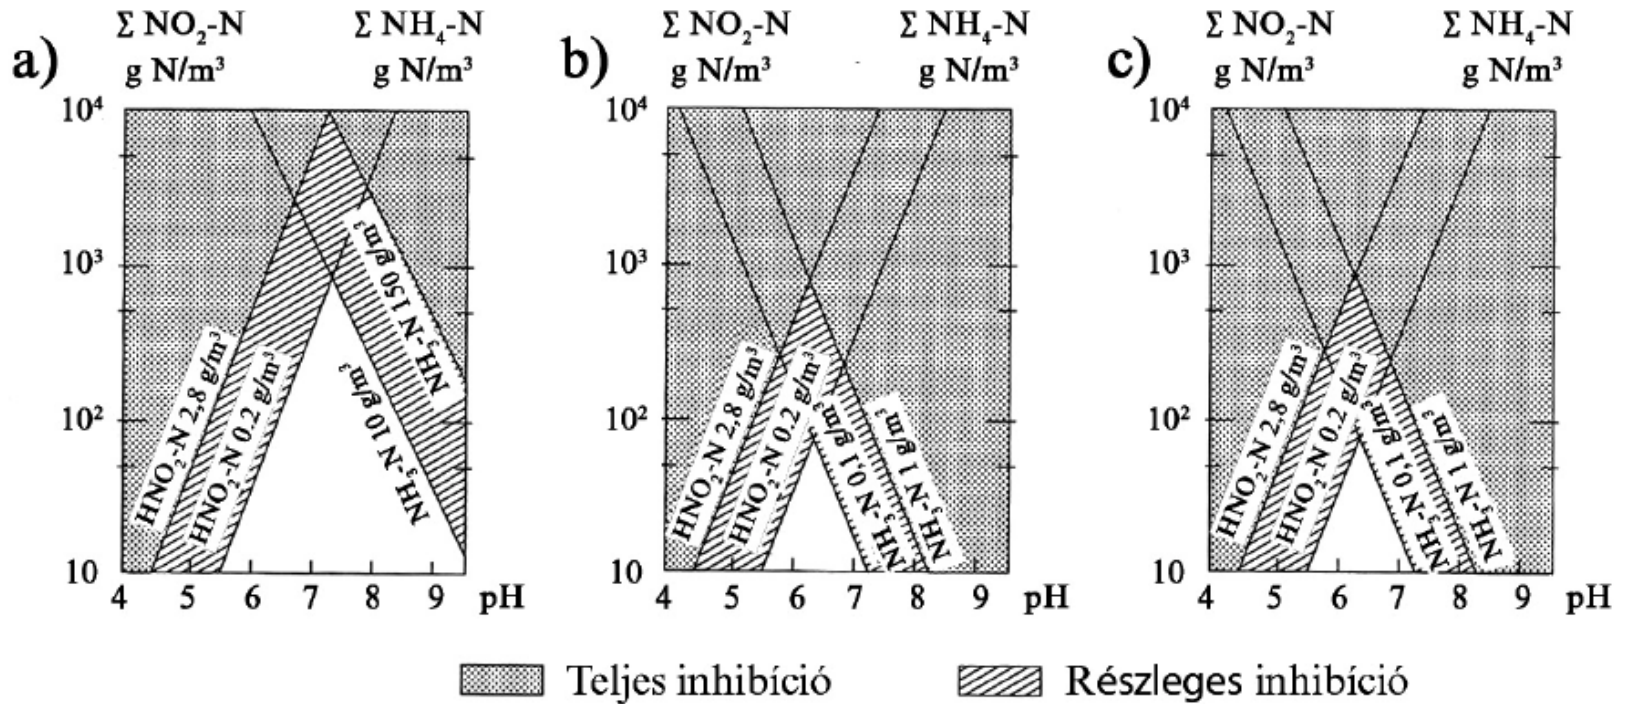 a)
∑ NO₂-N
g N/m³
∑ NH₄-N
g N/m³
10⁴
10³
10²
10
HNO₂-N 2,8 g/m³
HNO₂-N 0.2 g/m³
NH₃-N 10 g/m³
NH₃-N 150 g/m³
4 5 6 7 8 9 pH
b)
∑ NO₂-N
g N/m³
∑ NH₄-N
g N/m³
10⁴
10³
10²
10
HNO₂-N 2,8 g/m³
HNO₂-N 0.2 g/m³
NH₃-N 0,1 g/m³
NH₃-N 1 g/m³
4 5 6 7 8 9 pH
c)
∑ NO₂-N
g N/m³
∑ NH₄-N
g N/m³
10⁴
10³
10²
10
HNO₂-N 2,8 g/m³
HNO₂-N 0.2 g/m³
NH₃-N 0,1 g/m³
NH₃-N 1 g/m³
4 5 6 7 8 9 pH
Teljes inhibíció
Részleges inhibíció